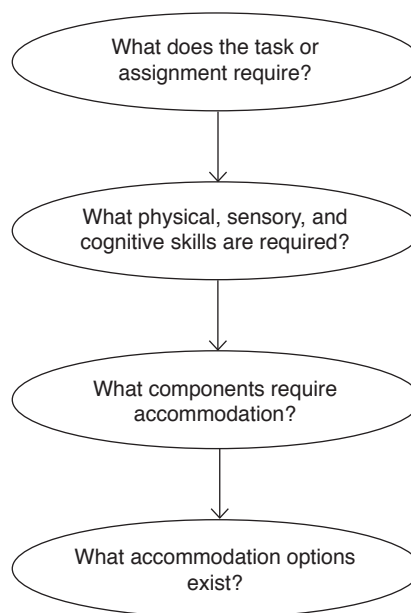 What does the task or
assignment require?
What physical, sensory, and
cognitive skills are required?
What components require
accommodation?
What accommodation options
exist?